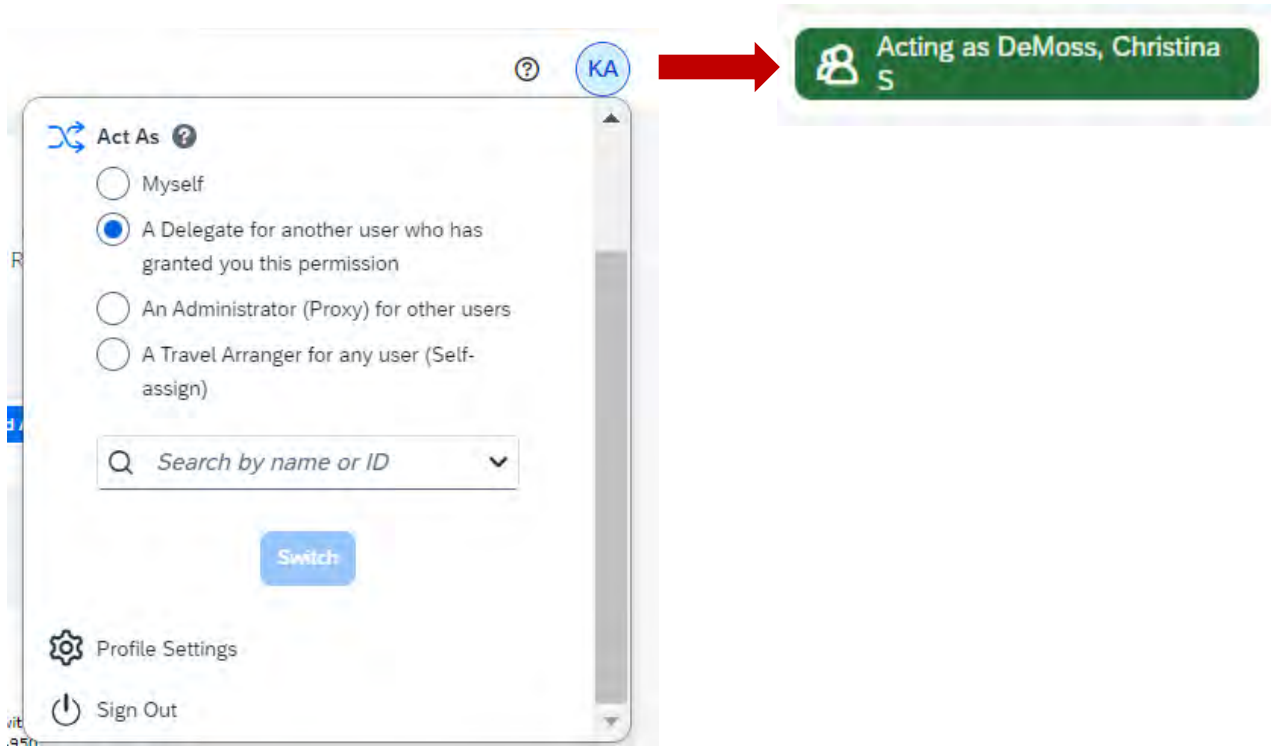 KA
Acting as DeMoss, Christina
S
Act As
Myself
A Delegate for another user who has
granted you this permission
An Administrator (Proxy) for other users
A Travel Arranger for any user (Self-
assign)
Search by name or ID
Switch
Profile Settings
Sign Out
R